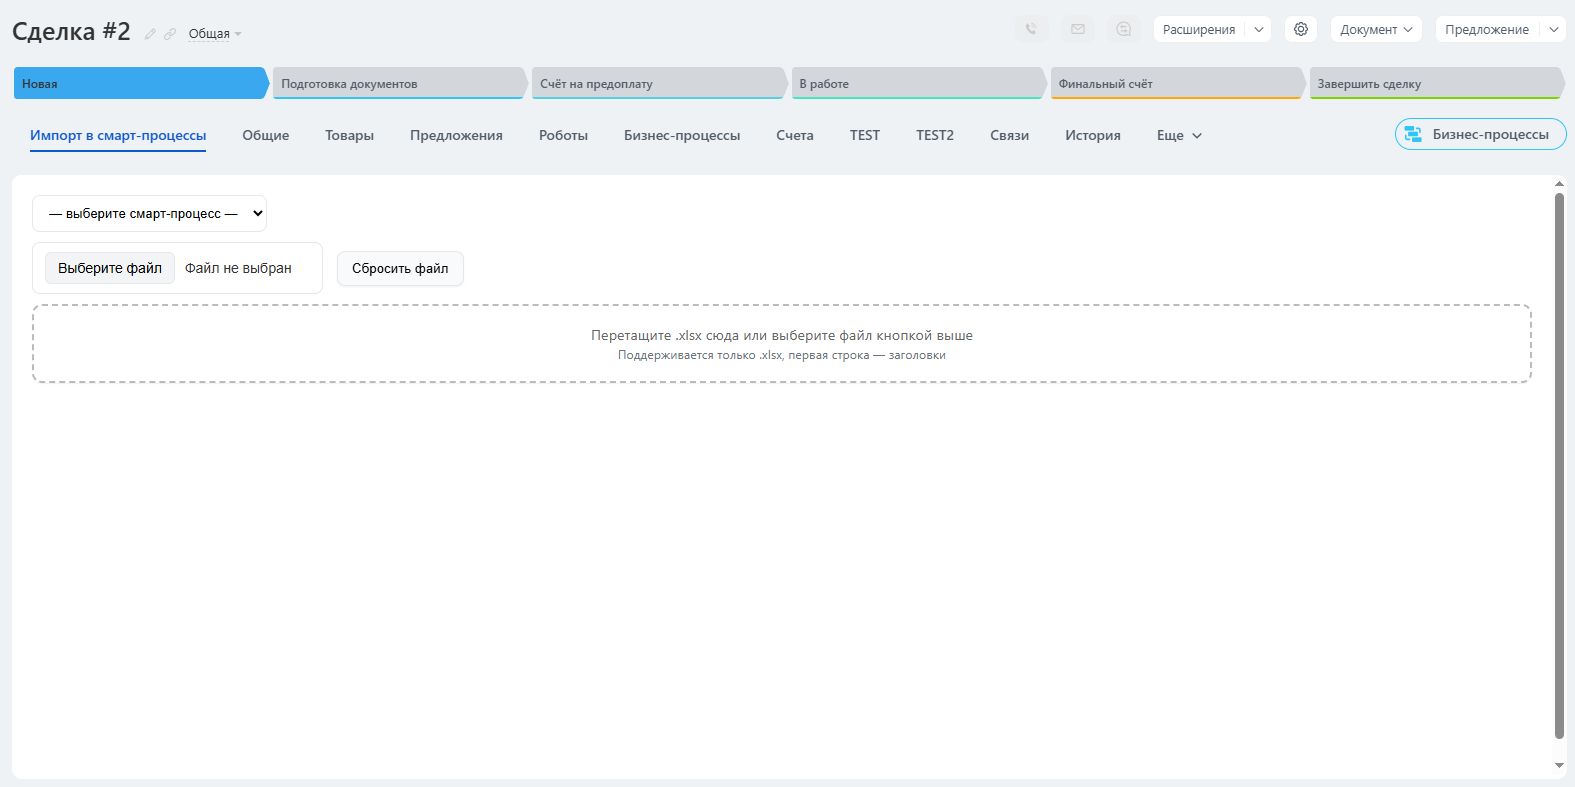 Сделка #2 Общая Расширения Документ Предложение
Новая Подготовка документов Счёт на предоплату В работе Финальный счёт Завершить сделку
Импорт в смарт-процессы Общие Товары Предложения Роботы Бизнес-процессы Счета TEST TEST2 Связи История Еще Бизнес-процессы
— выберите смарт-процесс —
Выберите файл Файл не выбран Сбросить файл
Перетащите .xlsx сюда или выберите файл кнопкой выше
Поддерживается только .xlsx, первая строка — заголовки